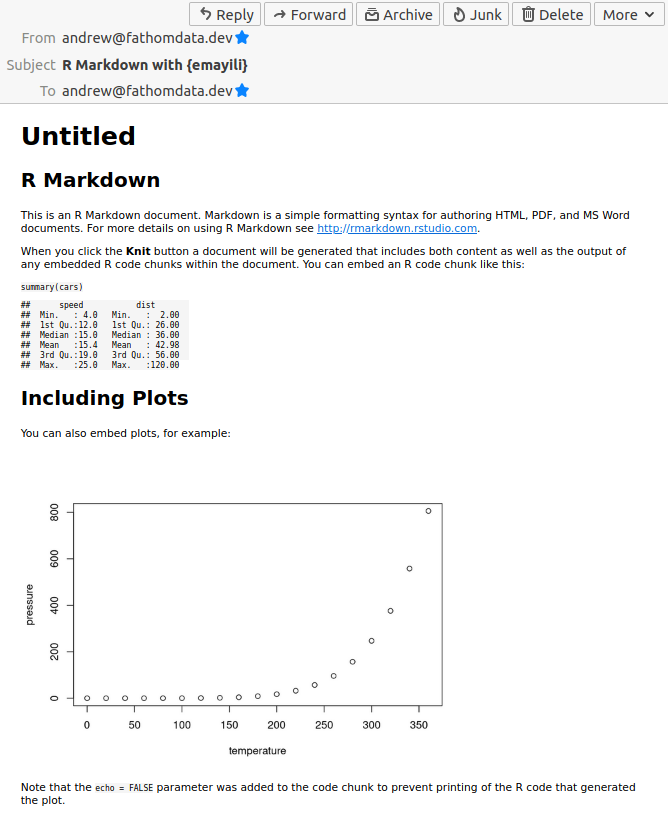 Reply Forward Archive Junk Delete More
From andrew@fathomdata.dev
Subject R Markdown with {emayili}
To andrew@fathomdata.dev
Untitled
R Markdown
This is an R Markdown document. Markdown is a simple formatting syntax for authoring HTML, PDF, and MS Word
documents. For more details on using R Markdown see http://rmarkdown.rstudio.com.
When you click the Knit button a document will be generated that includes both content as well as the output of
any embedded R code chunks within the document. You can embed an R code chunk like this:
summary(cars)
##      speed           dist
##  Min.   : 4.0   Min.   :  2.00
##  1st Qu.:12.0   1st Qu.: 26.00
##  Median :15.0   Median : 36.00
##  Mean   :15.4   Mean   : 42.98
##  3rd Qu.:19.0   3rd Qu.: 56.00
##  Max.   :25.0   Max.   :120.00
Including Plots
You can also embed plots, for example:
800
600
400
200
0
pressure
0 50 100 150 200 250 300 350
temperature
Note that the echo = FALSE parameter was added to the code chunk to prevent printing of the R code that generated
the plot.